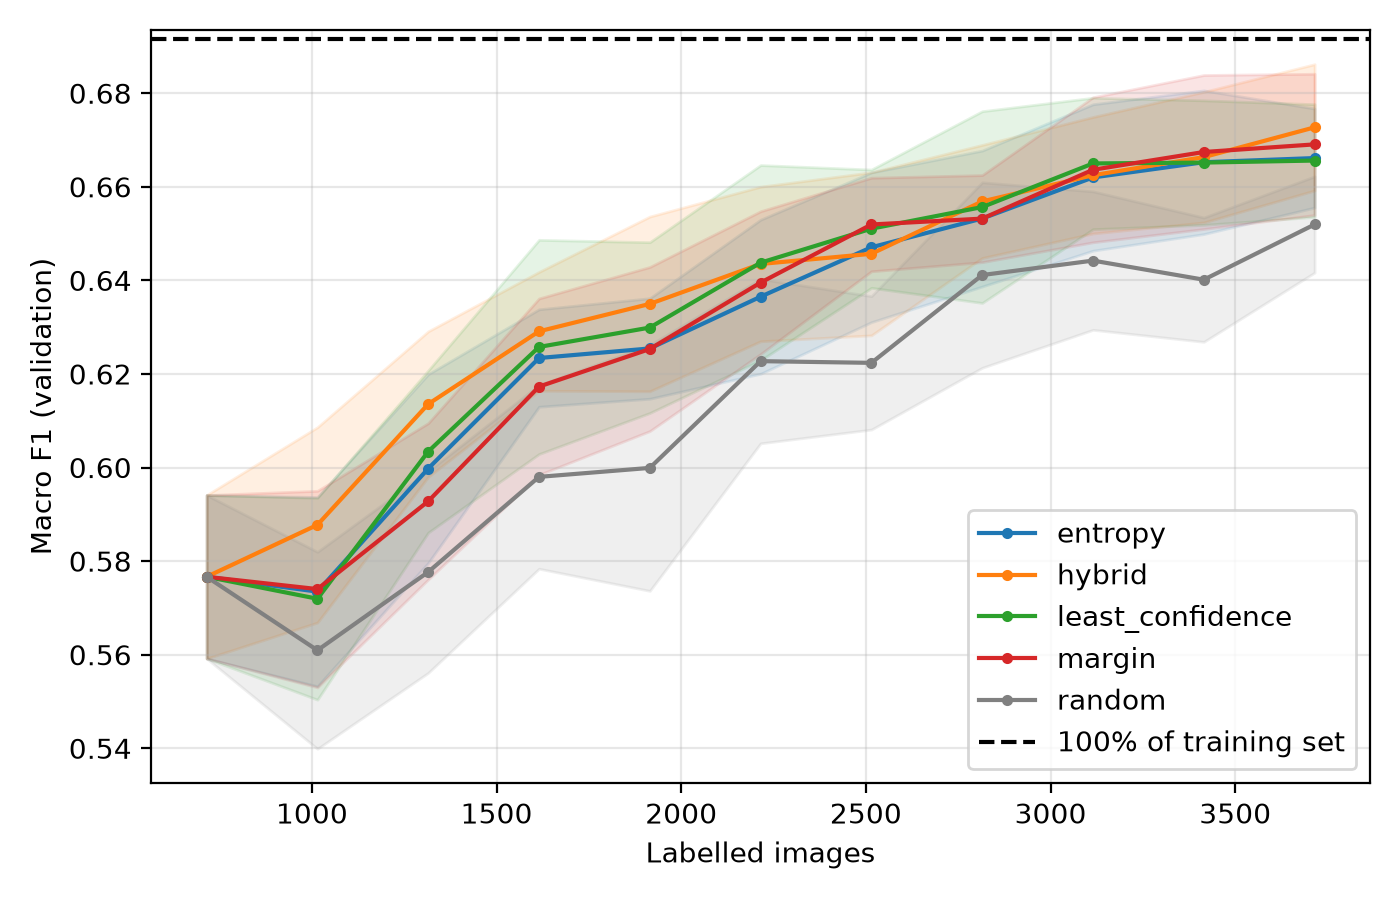 0.68
0.66
0.64
0.62
0.60
0.58
0.56
0.54
Macro F1 (validation)
1000 1500 2000 2500 3000 3500
Labelled images
entropy
hybrid
least_confidence
margin
random
100% of training set